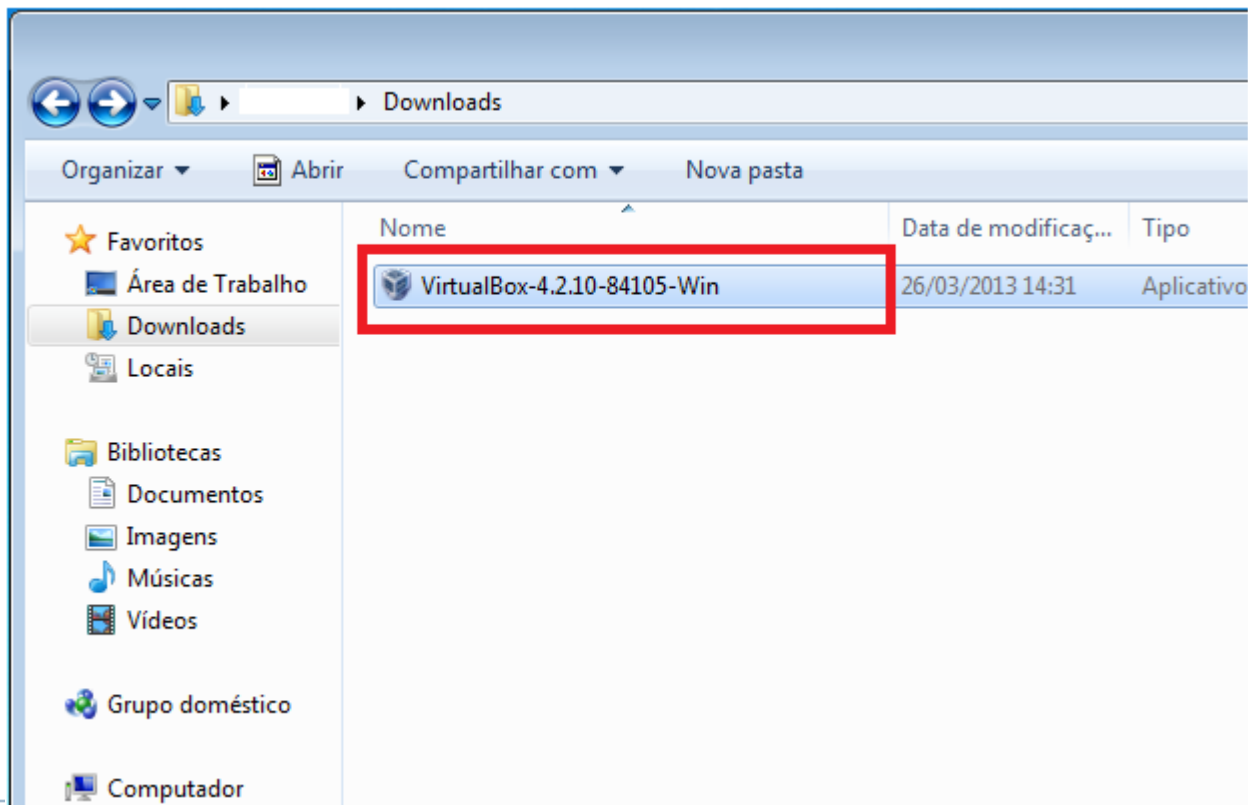 Downloads
Organizar Abrir Compartilhar com Nova pasta
Nome Data de modificaç... Tipo
Favoritos
Área de Trabalho
Downloads
Locais
Bibliotecas
Documentos
Imagens
Músicas
Vídeos
Grupo doméstico
Computador
VirtualBox-4.2.10-84105-Win 26/03/2013 14:31 Aplicativo